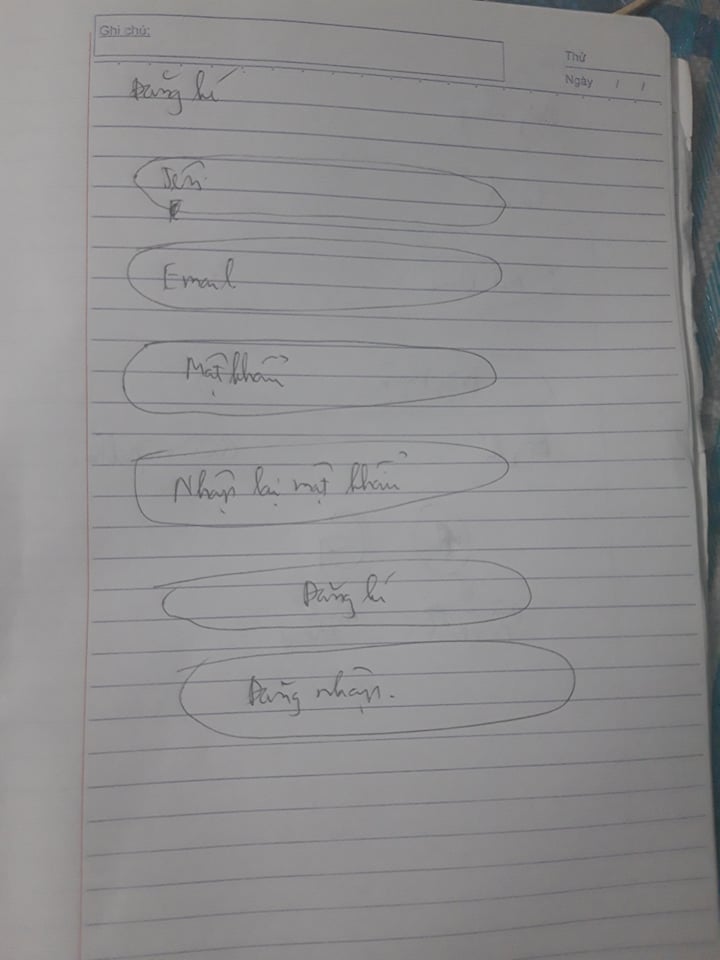 Ghi chú:
Thứ
Ngày / /
Đăng kí
Tên
Email
Mật khẩu
Nhập lại mật khẩu
Đăng kí
Đăng nhập.